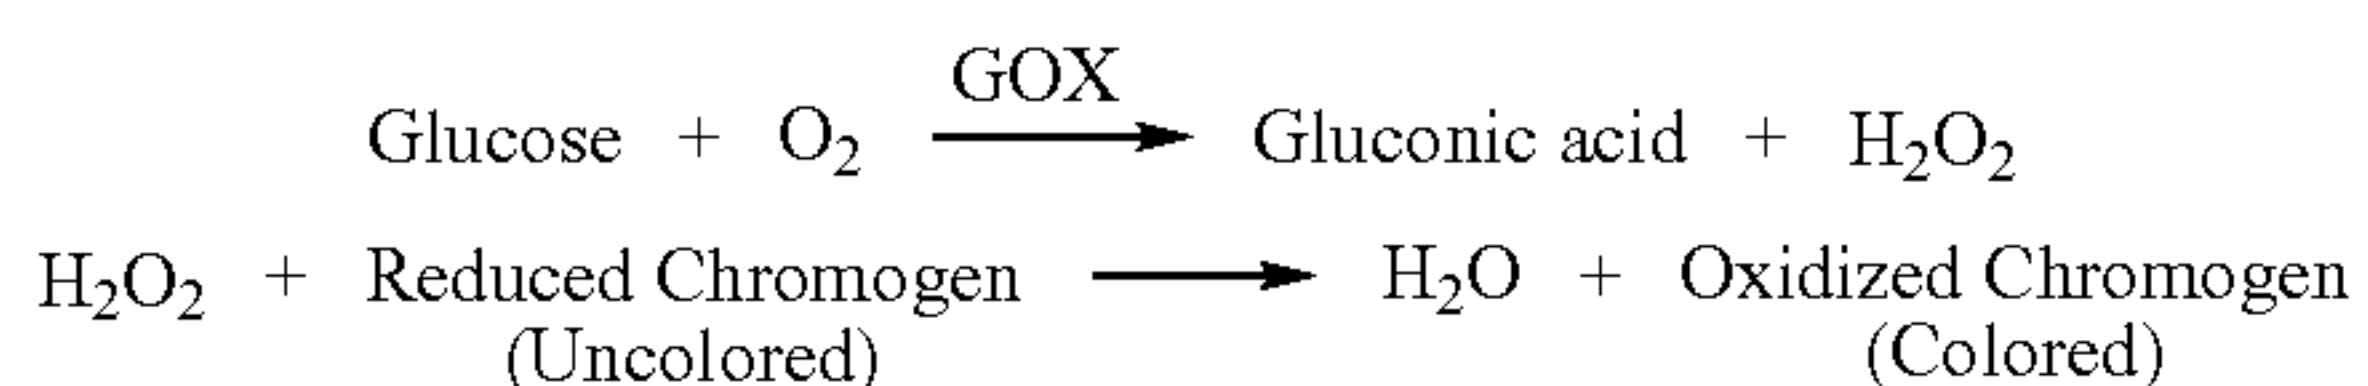 GOX
Glucose + O₂ ⟶ Gluconic acid + H₂O₂
H₂O₂ + Reduced Chromogen ⟶ H₂O + Oxidized Chromogen
(Uncolored) (Colored)